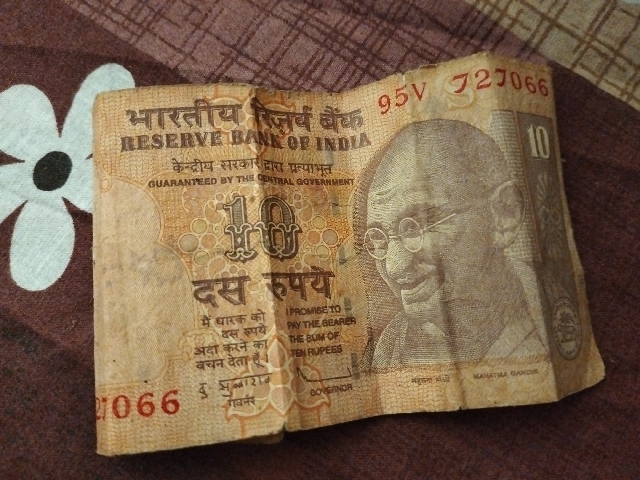 95V 727066
भारतीय रिज़र्व बैंक
RESERVE BANK OF INDIA
केन्द्रीय सरकार द्वारा प्रत्याभूत
GUARANTEED BY THE CENTRAL GOVERNMENT
10
10
दस रुपये
मैं धारक को
दस रुपये
अदा करने का
वचन देता हूँ।
गवर्नर
I PROMISE TO
PAY THE BEARER
THE SUM OF
TEN RUPEES
GOVERNOR
महात्मा गांधी
MAHATMA GANDHI
27066